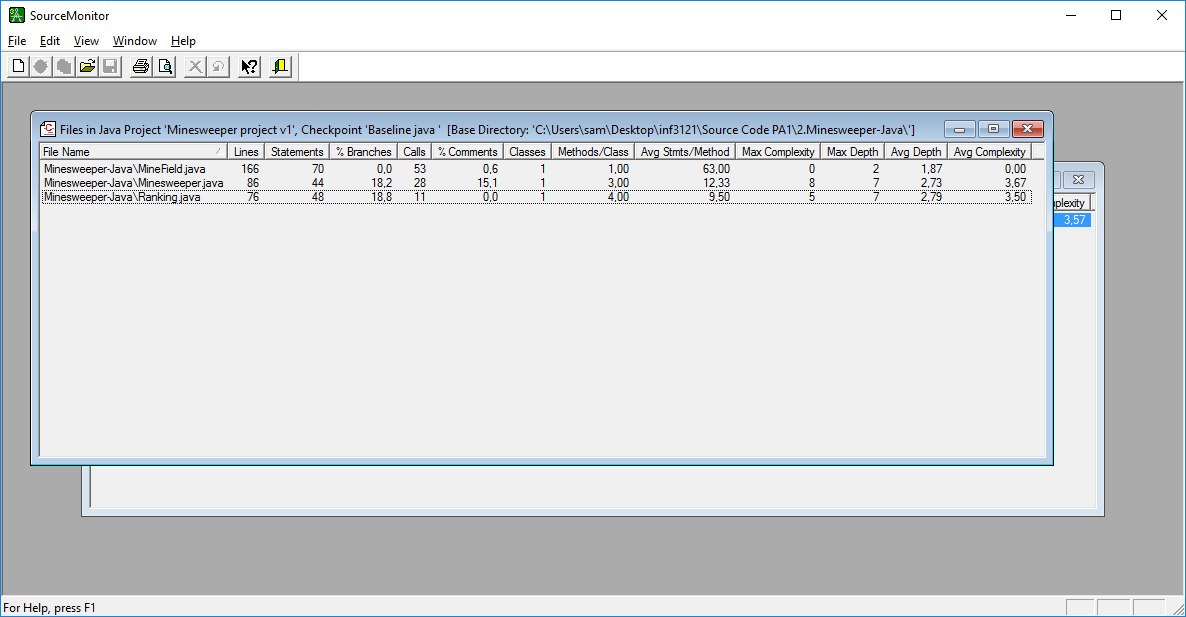 SourceMonitor
File Edit View Window Help
Files in Java Project 'Minesweeper project v1', Checkpoint 'Baseline java ' [Base Directory: 'C:\Users\sam\Desktop\inf3121\Source Code PA1\2.Minesweeper-Java\']
File Name Lines Statements % Branches Calls % Comments Classes Methods/Class Avg Stmts/Method Max Complexity Max Depth Avg Depth Avg Complexity
Minesweeper-Java\MineField.java 166 70 0,0 53 0,6 1 1,00 63,00 0 2 1,87 0,00
Minesweeper-Java\Minesweeper.java 86 44 18,2 28 15,1 1 3,00 12,33 8 7 2,73 3,67
Minesweeper-Java\Ranking.java 76 48 18,8 11 0,0 1 4,00 9,50 5 7 2,79 3,50
plexity
3,57
For Help, press F1